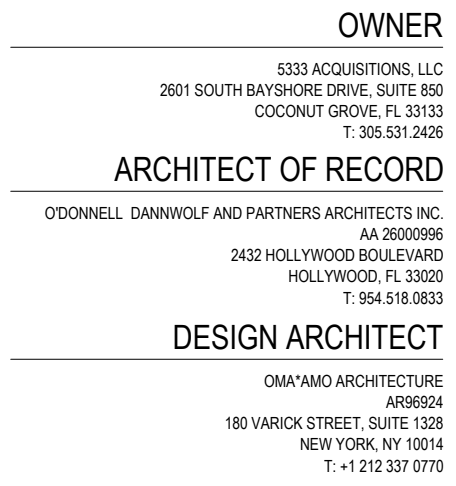 OWNER
5333 ACQUISITIONS, LLC
2601 SOUTH BAYSHORE DRIVE, SUITE 850
COCONUT GROVE, FL 33133
T: 305.531.2426
ARCHITECT OF RECORD
O'DONNELL DANNWOLF AND PARTNERS ARCHITECTS INC.
AA 26000996
2432 HOLLYWOOD BOULEVARD
HOLLYWOOD, FL 33020
T: 954.518.0833
DESIGN ARCHITECT
OMA*AMO ARCHITECTURE
AR96924
180 VARICK STREET, SUITE 1328
NEW YORK, NY 10014
T: +1 212 337 0770